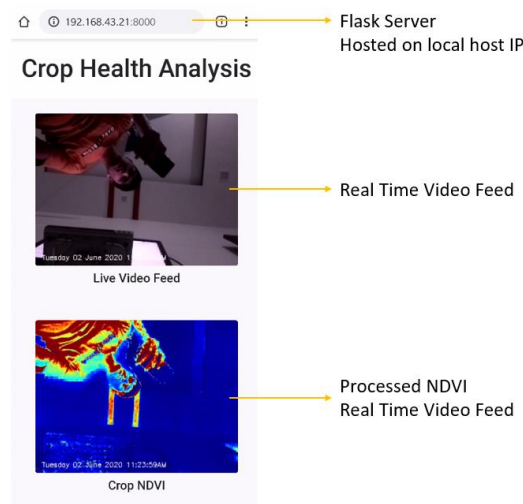 192.168.43.21:8000
Flask Server
Hosted on local host IP
Crop Health Analysis
Real Time Video Feed
Tuesday 02 June 2020
Live Video Feed
Processed NDVI
Real Time Video Feed
Tuesday 02 June 2020 11:23:59AM
Crop NDVI